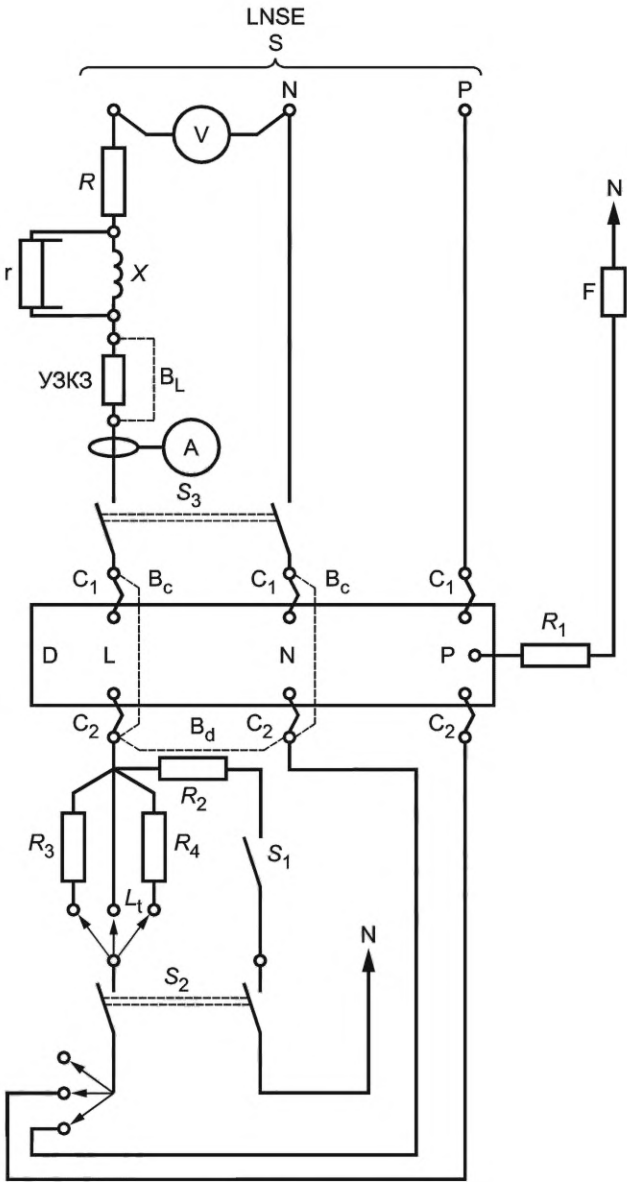 LNSE
S
N P
V
R
N
r X
F
УЗКЗ B_L
A
S_3
C_1 B_c C_1 B_c C_1
R_1
D L N P
C_2 B_d C_2 C_2
R_2
R_3 R_4 S_1
L_t
N
S_2